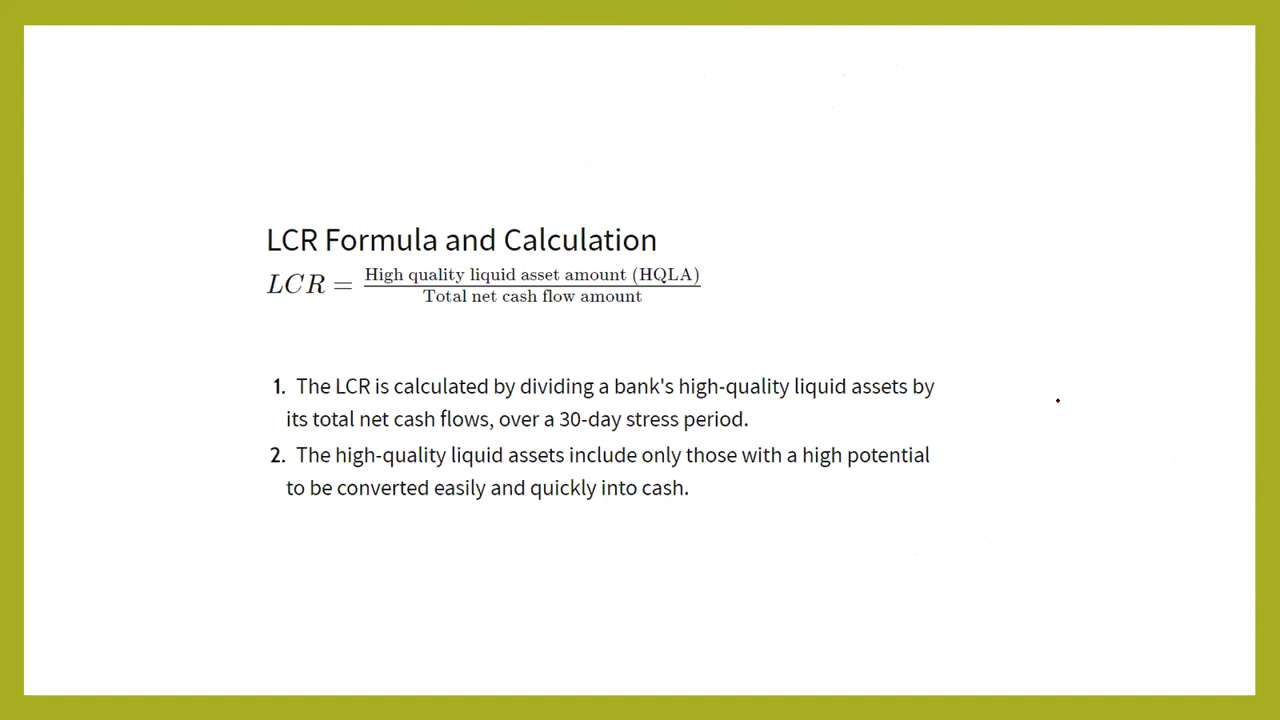 LCR Formula and Calculation
LCR = High quality liquid asset amount (HQLA)
Total net cash flow amount
1. The LCR is calculated by dividing a bank's high-quality liquid assets by
its total net cash flows, over a 30-day stress period.
2. The high-quality liquid assets include only those with a high potential
to be converted easily and quickly into cash.